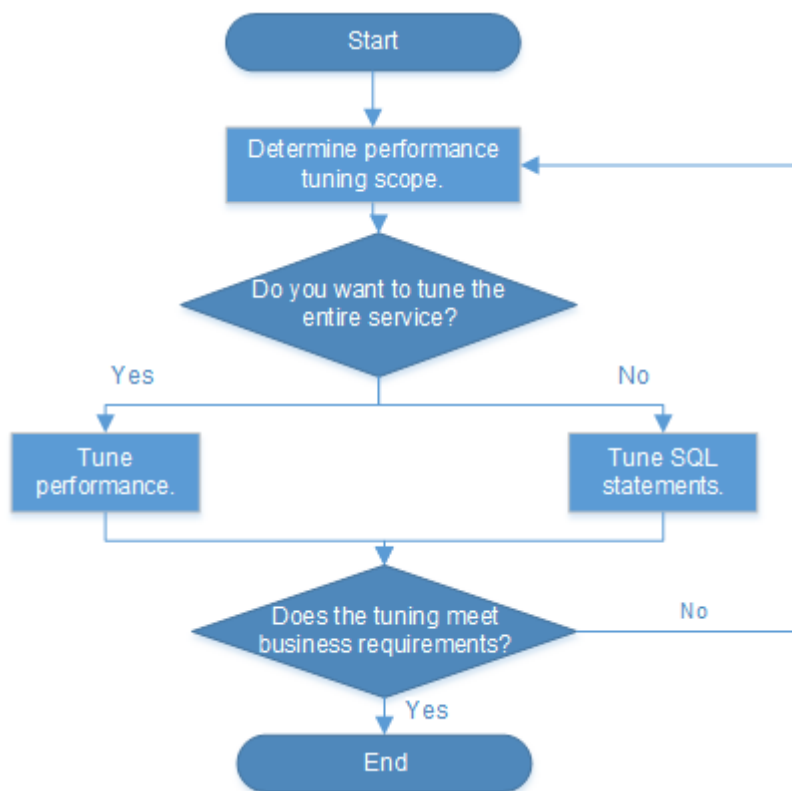 Start
Determine performance
tuning scope.
Do you want to tune the
entire service?
Yes
No
Tune
performance.
Tune SQL
statements.
Does the tuning meet
business requirements?
No
Yes
End